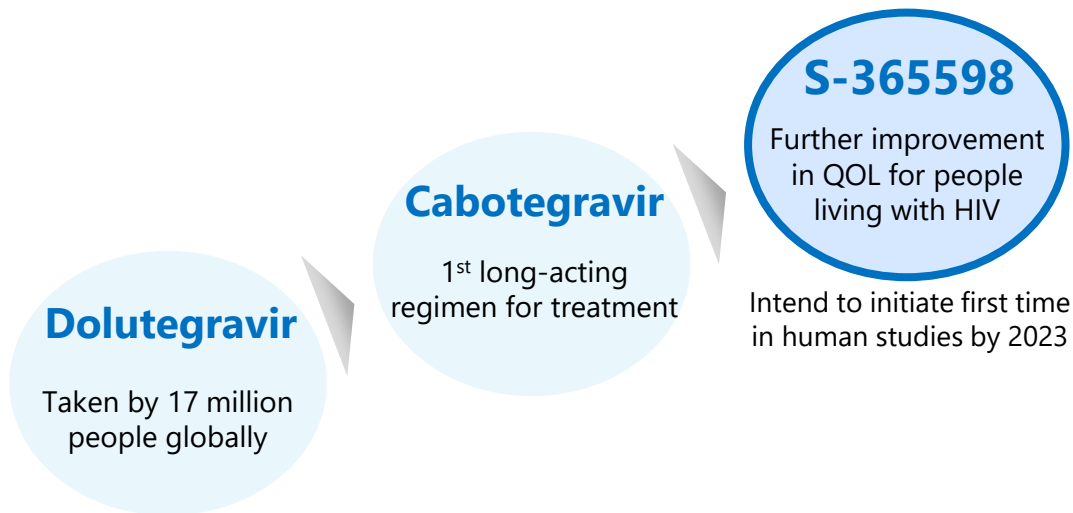 S-365598
Further improvement
in QOL for people
living with HIV
Intend to initiate first time
in human studies by 2023
Cabotegravir
1st long-acting
regimen for treatment
Dolutegravir
Taken by 17 million
people globally